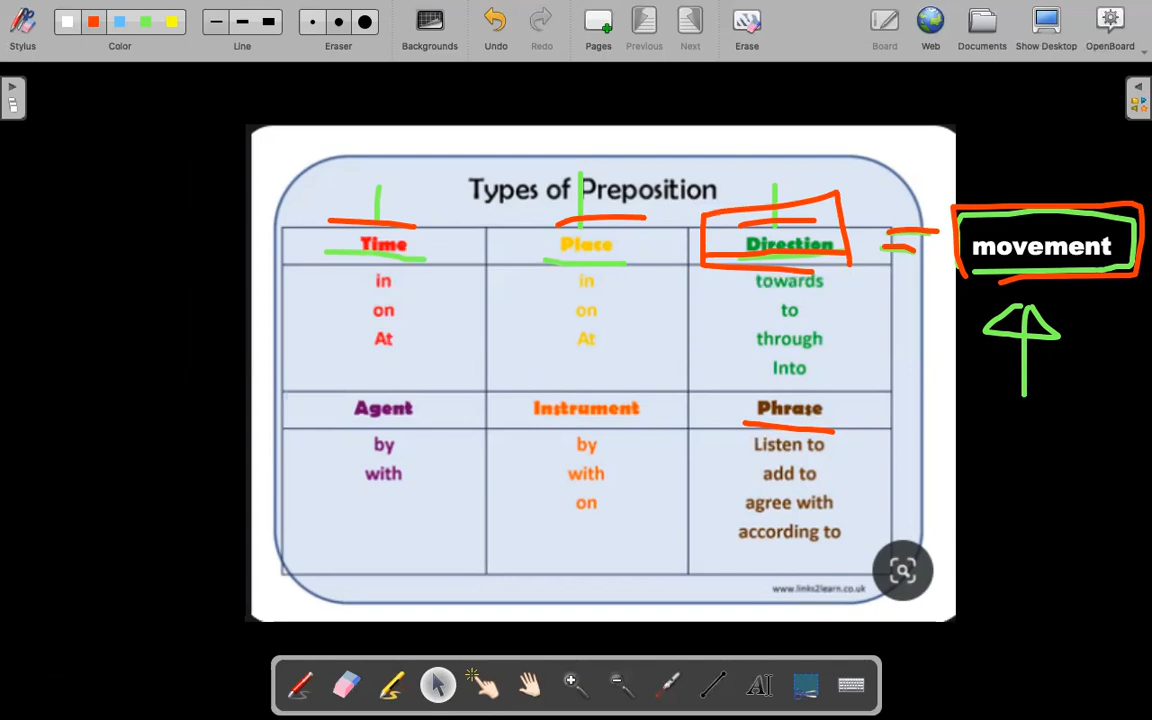 Stylus Color Line Eraser Backgrounds Undo Redo Pages Previous Next Erase Board Web Documents Show Desktop OpenBoard
Types of Preposition
Time Place Direction = movement
in in towards
on on to
At At through
Into
Agent Instrument Phrase
by by Listen to
with with add to
on agree with
according to
www.links2learn.co.uk
AI